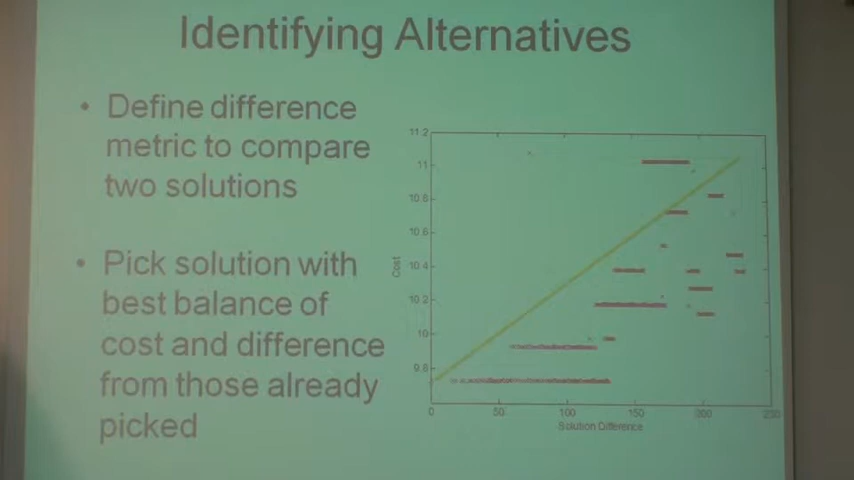 Identifying Alternatives
• Define difference
metric to compare
two solutions
• Pick solution with
best balance of
cost and difference
from those already
picked
11.2
11
10.8
10.6
10.4
10.2
10
9.8
Cost
0 50 100 150 200 250
Solution Difference